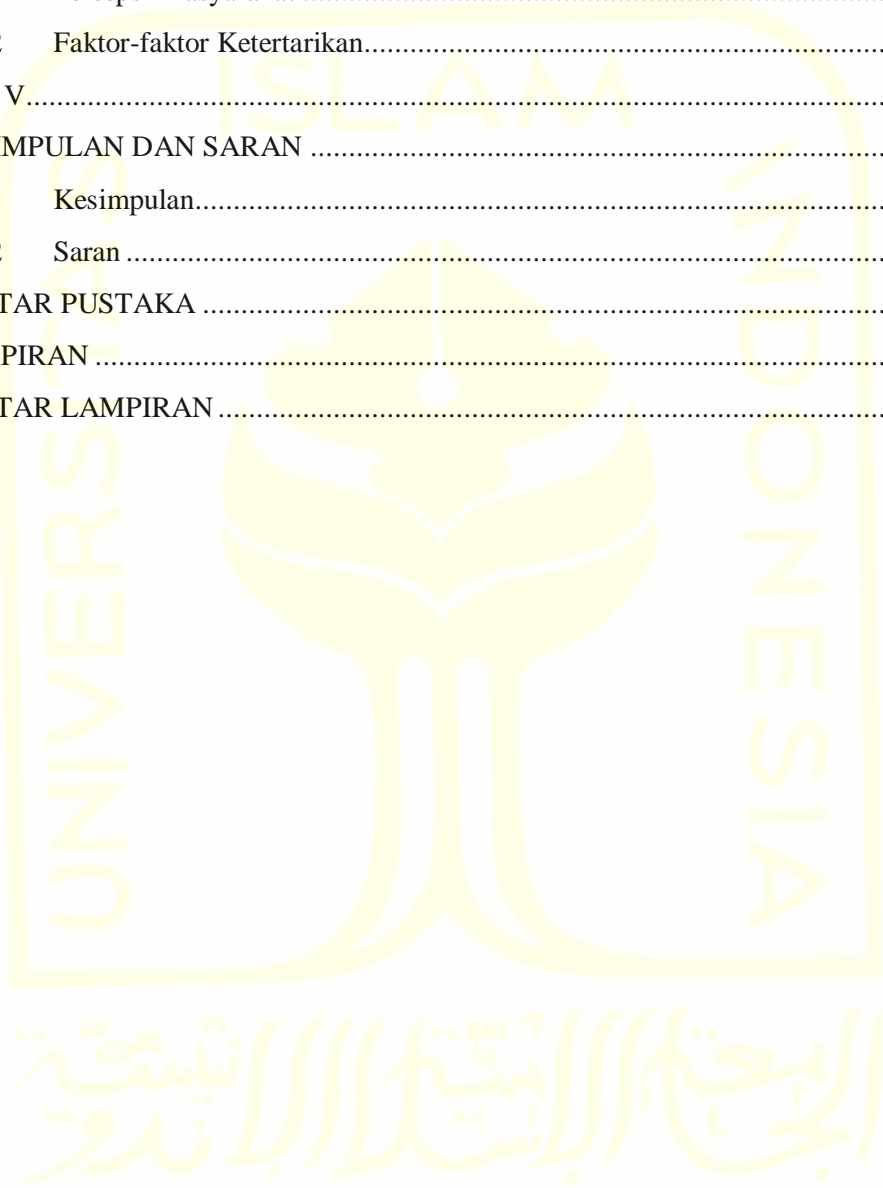 Faktor-faktor Ketertarikan..........
V..........
IMPULAN DAN SARAN ..........
Kesimpulan..........
Saran ..........
TAR PUSTAKA ..........
PIRAN ..........
TAR LAMPIRAN ..........
ISLAM
UNIVERSITAS
INDONESIA